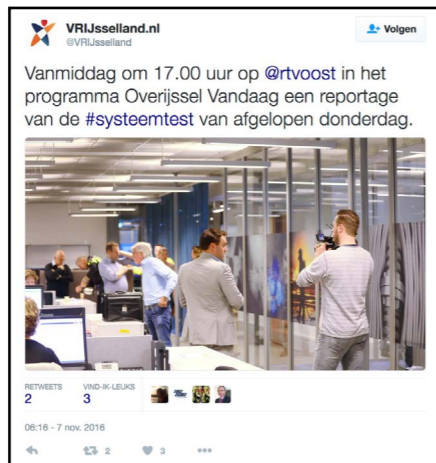 VRIJsselland.nl
@VRIJsselland
Volgen
Vanmiddag om 17.00 uur op @rtvoost in het
programma Overijssel Vandaag een reportage
van de #systeemtest van afgelopen donderdag.
RETWEETS
2
VIND-IK-LEUKS
3
06:16 - 7 nov. 2016
2
3